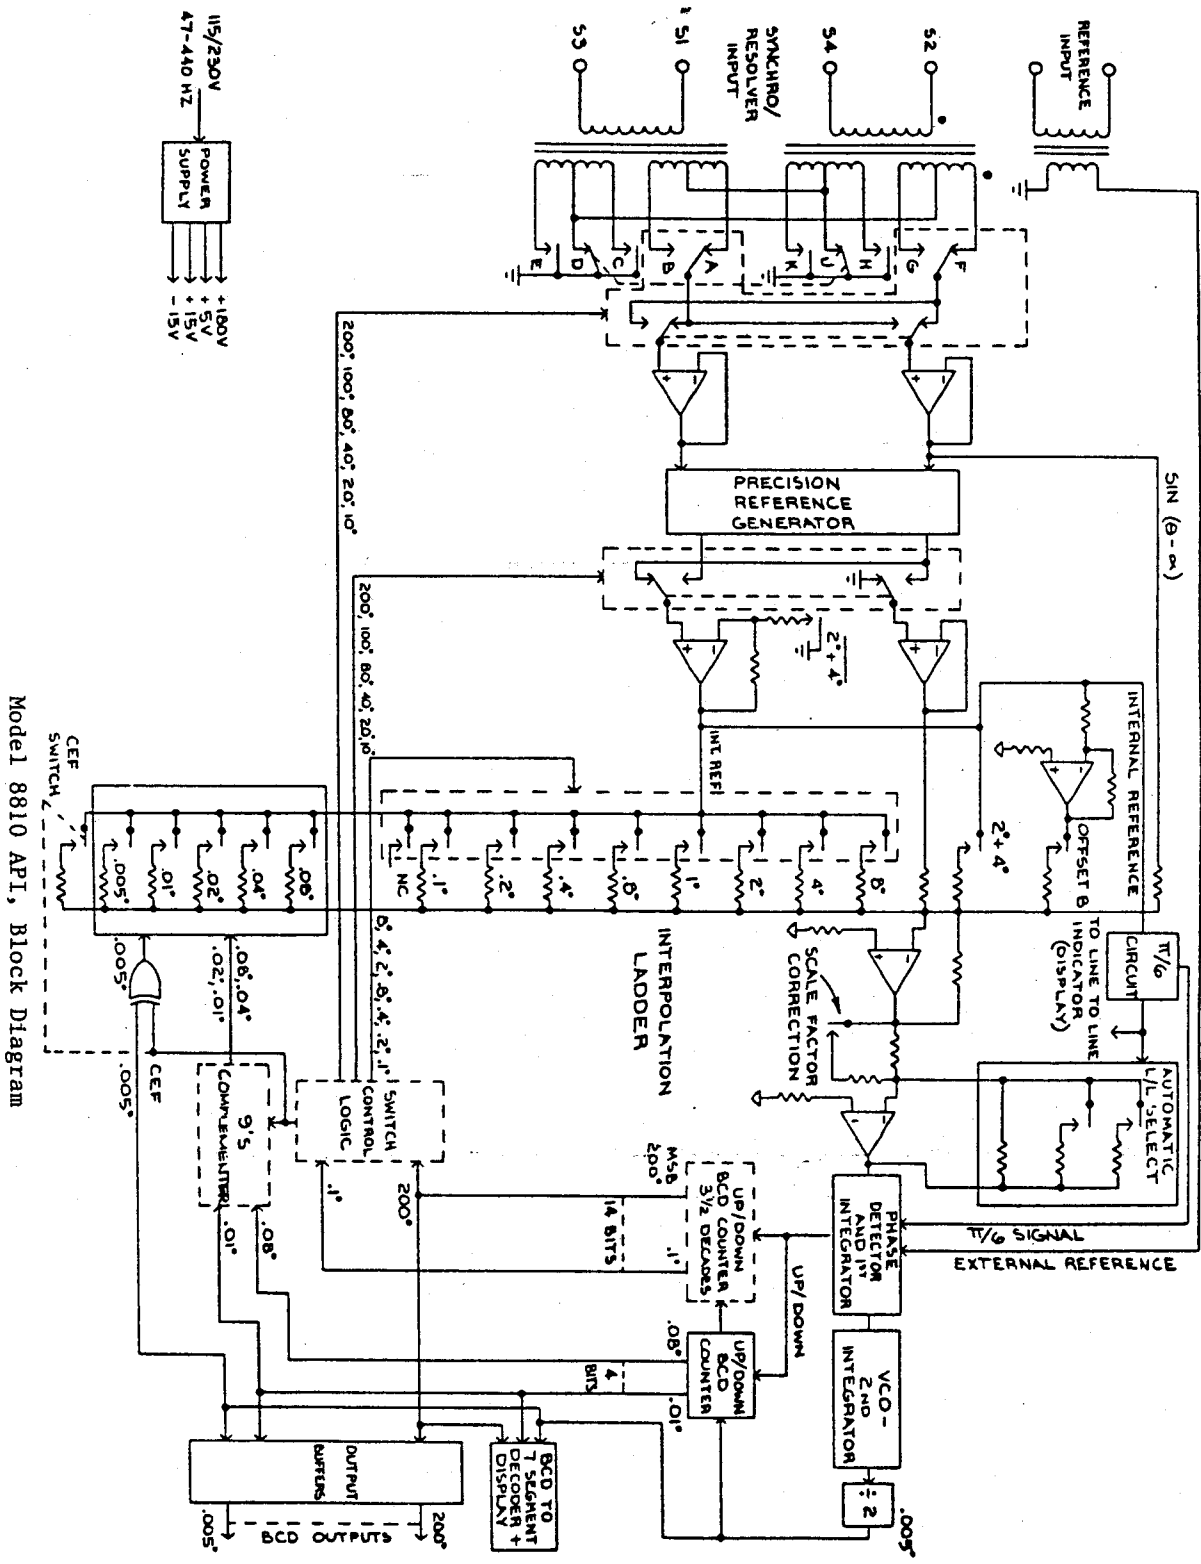 REFERENCE
INPUT
S2
S4
SYNCHRO/
RESOLVER
INPUT
S1
S3
115/230V
47-440 HZ
POWER
SUPPLY
+180V
+5V
+15V
-15V
F
G
H
J
K
A
B
C
D
E
200°, 100°, 80°, 40°, 20°, 10°
PRECISION
REFERENCE
GENERATOR
SIN (θ-α)
200°, 100°, 80°, 40°, 20°, 10°
2°+4°
INT. REF.
INTERNAL REFERENCE
OFFSET B
2°+4°
8°
4°
2°
1°
.8°
.4°
.2°
.1°
NC
.08°
.04°
.02°
.01°
.005°
CEF
SWITCH
INTERPOLATION
LADDER
SCALE FACTOR
CORRECTION
π/6
CIRCUIT
TO LINE TO LINE
INDICATOR
(DISPLAY)
AUTOMATIC
L/L SELECT
8°, 4°, 2°, .8°, .4°, .2°, .1°
.08°, .04°
.02°, .01°
.005°
CEF
.005°
SWITCH
CONTROL
LOGIC
9'S
COMPLEMENTER
200°
.1°
.08°
.01°
MSB
200°
14 BITS
.1°
UP/DOWN
BCD COUNTER
3 1/2 DECADES
UP/DOWN
UP/DOWN
BCD
COUNTER
.08°
4
BITS
.01°
PHASE
DETECTOR
AND 1ST
INTEGRATOR
π/6 SIGNAL
EXTERNAL REFERENCE
VCO-
2ND
INTEGRATOR
÷2
.005°
BCD TO
7 SEGMENT
DECODER +
DISPLAY
OUTPUT
BUFFERS
200°
BCD OUTPUTS
.005°
Model 8810 API, Block Diagram